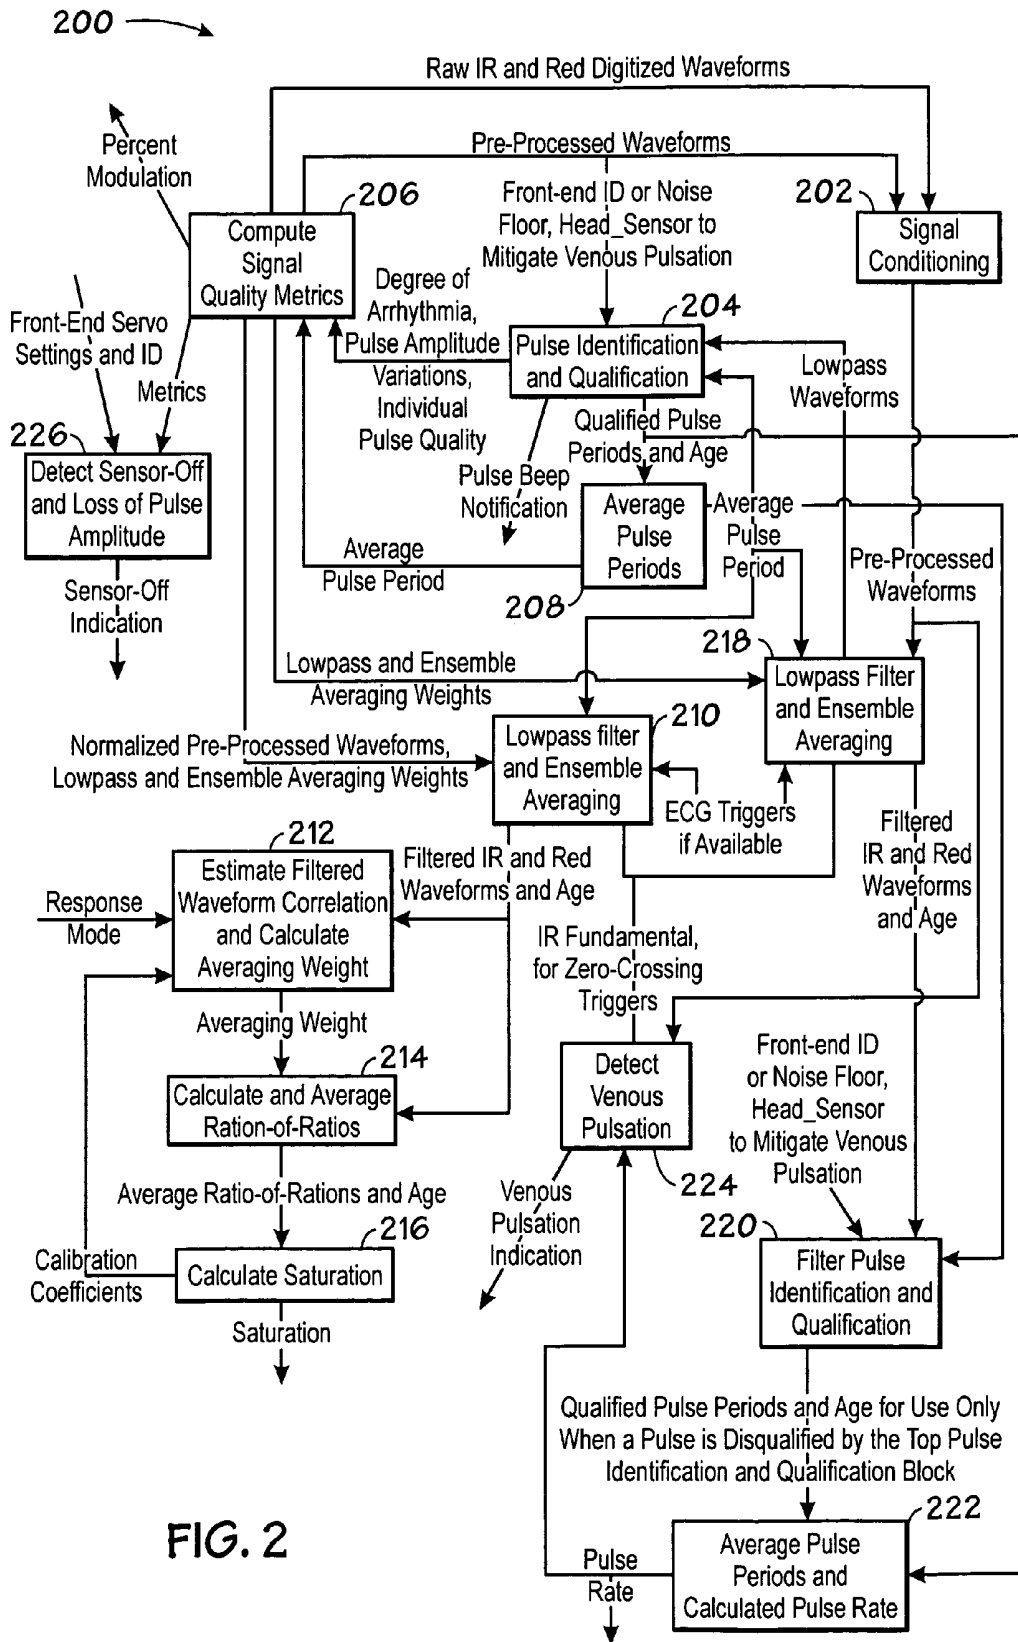 200
Raw IR and Red Digitized Waveforms
Percent
Modulation
Pre-Processed Waveforms
206
Compute
Signal
Quality Metrics
Front-end ID or Noise
Floor, Head_Sensor to
Mitigate Venous Pulsation
202
Signal
Conditioning
Front-End Servo
Settings and ID
Metrics
Degree of
Arrhythmia,
Pulse Amplitude
Variations,
Individual
Pulse Quality
204
Pulse Identification
and Qualification
Lowpass
Waveforms
226
Detect Sensor-Off
and Loss of Pulse
Amplitude
Qualified Pulse
Periods and Age
Pulse Beep
Notification
Average
Pulse
Periods
208
Average
Pulse
Period
Average
Pulse Period
Pre-Processed
Waveforms
Sensor-Off
Indication
Lowpass and Ensemble
Averaging Weights
218
Lowpass Filter
and Ensemble
Averaging
Normalized Pre-Processed Waveforms,
Lowpass and Ensemble Averaging Weights
210
Lowpass filter
and Ensemble
Averaging
ECG Triggers
if Available
Filtered
IR and Red
Waveforms
and Age
212
Estimate Filtered
Waveform Correlation
and Calculate
Averaging Weight
Filtered IR and Red
Waveforms and Age
Response
Mode
IR Fundamental,
for Zero-Crossing
Triggers
Averaging Weight
214
Calculate and Average
Ration-of-Ratios
Detect
Venous
Pulsation
224
Front-end ID
or Noise Floor,
Head_Sensor
to Mitigate Venous
Pulsation
Average Ratio-of-Rations and Age
Venous
Pulsation
Indication
216
Calculate Saturation
Calibration
Coefficients
Saturation
220
Filter Pulse
Identification and
Qualification
Qualified Pulse Periods and Age for Use Only
When a Pulse is Disqualified by the Top Pulse
Identification and Qualification Block
222
Average Pulse
Periods and
Calculated Pulse Rate
Pulse
Rate
FIG. 2